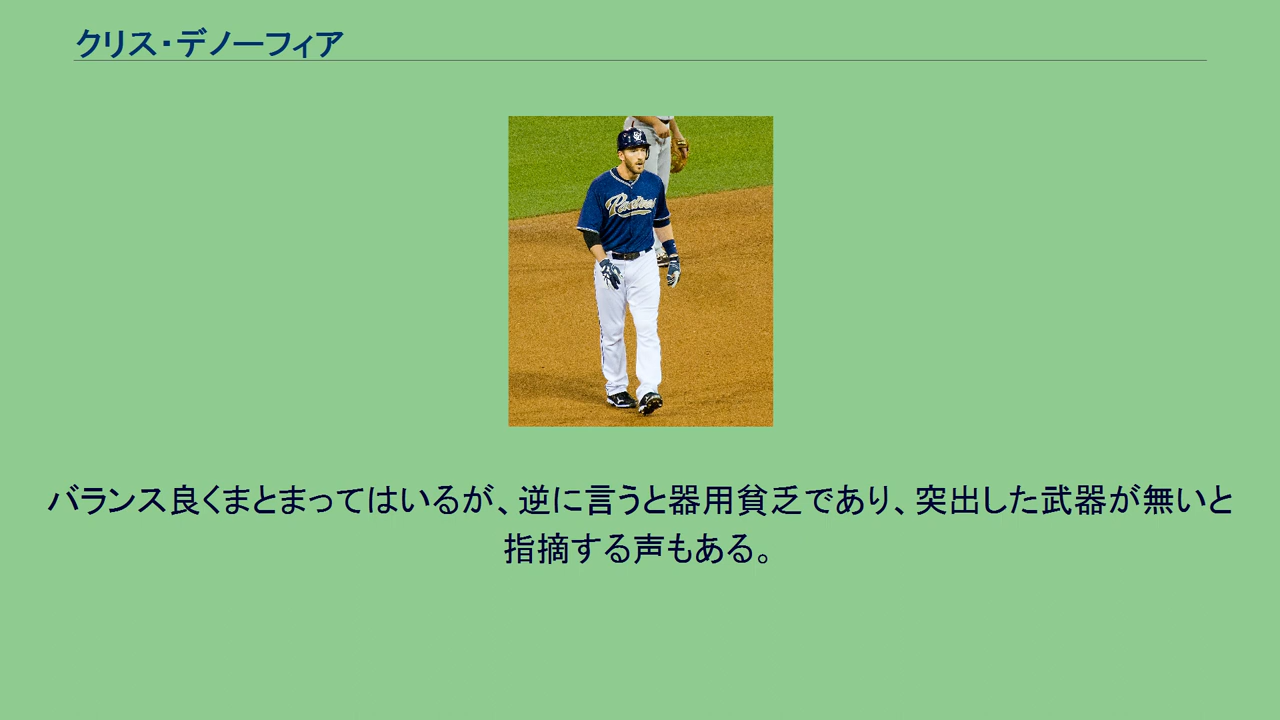 クリス・デノーフィア
Padres
バランス良くまとまってはいるが、逆に言うと器用貧乏であり、突出した武器が無いと
指摘する声もある。